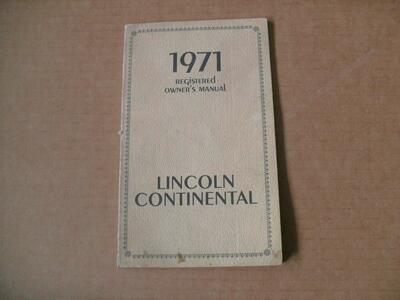 1971
REGISTERED
OWNER'S MANUAL
LINCOLN
CONTINENTAL